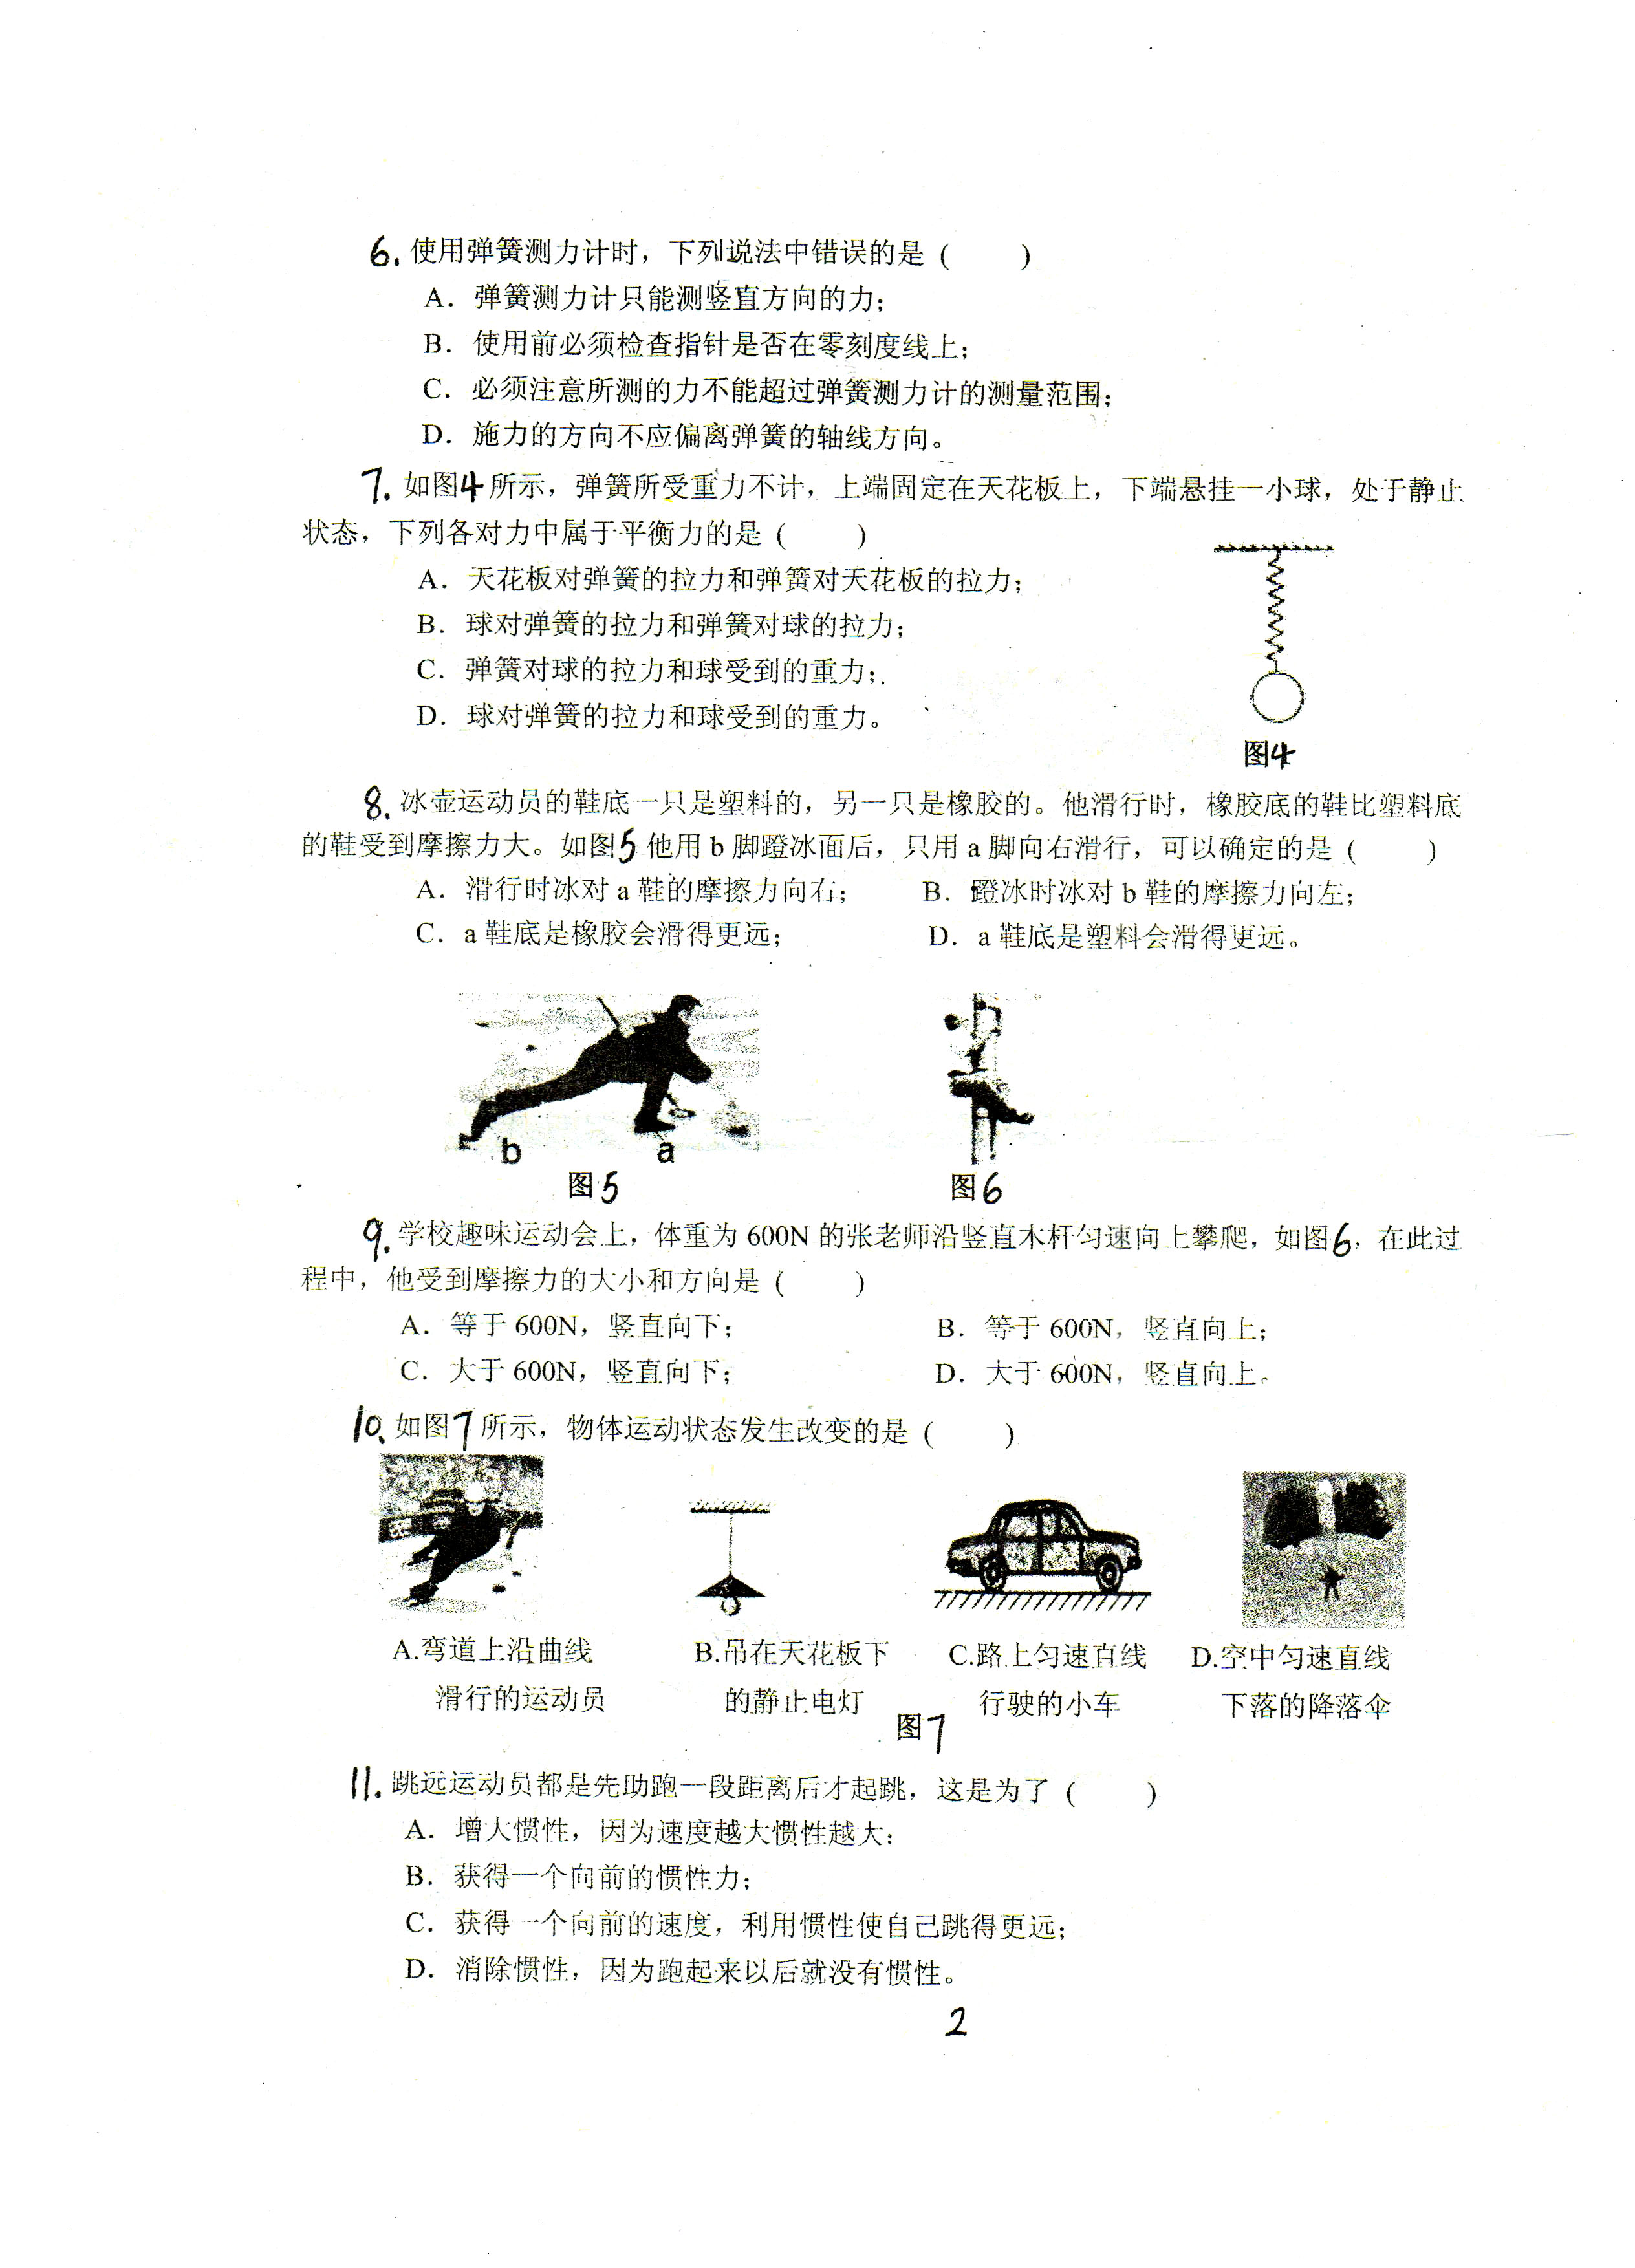 6.使用弹簧测力计时，下列说法中错误的是（  ）
A．弹簧测力计只能测竖直方向的力；
B．使用前必须检查指针是否在零刻度线上；
C．必须注意所测的力不能超过弹簧测力计的测量范围；
D．施力的方向不应偏离弹簧的轴线方向。
7.如图4所示，弹簧所受重力不计，上端固定在天花板上，下端悬挂一小球，处于静止
状态，下列各对力中属于平衡力的是（  ）
A．天花板对弹簧的拉力和弹簧对天花板的拉力；
B．球对弹簧的拉力和弹簧对球的拉力；
C．弹簧对球的拉力和球受到的重力；
D．球对弹簧的拉力和球受到的重力。
图4
8.冰壶运动员的鞋底一只是塑料的，另一只是橡胶的。他滑行时，橡胶底的鞋比塑料底
的鞋受到摩擦力大。如图5他用b脚蹬冰面后，只用a脚向右滑行，可以确定的是（  ）
A．滑行时冰对a鞋的摩擦力向右； B．蹬冰时冰对b鞋的摩擦力向左；
C．a鞋底是橡胶会滑得更远； D．a鞋底是塑料会滑得更远。
b a
图5 图6
9.学校趣味运动会上，体重为600N的张老师沿竖直木杆匀速向上攀爬，如图6，在此过
程中，他受到摩擦力的大小和方向是（  ）
A．等于600N，竖直向下； B．等于600N，竖直向上；
C．大于600N，竖直向下； D．大于600N，竖直向上。
10.如图7所示，物体运动状态发生改变的是（  ）
A.弯道上沿曲线 B.吊在天花板下 C.路上匀速直线 D.空中匀速直线
滑行的运动员 的静止电灯 行驶的小车 下落的降落伞
图7
11.跳远运动员都是先助跑一段距离后才起跳，这是为了（  ）
A．增大惯性，因为速度越大惯性越大；
B．获得一个向前的惯性力；
C．获得一个向前的速度，利用惯性使自己跳得更远；
D．消除惯性，因为跑起来以后就没有惯性。
2